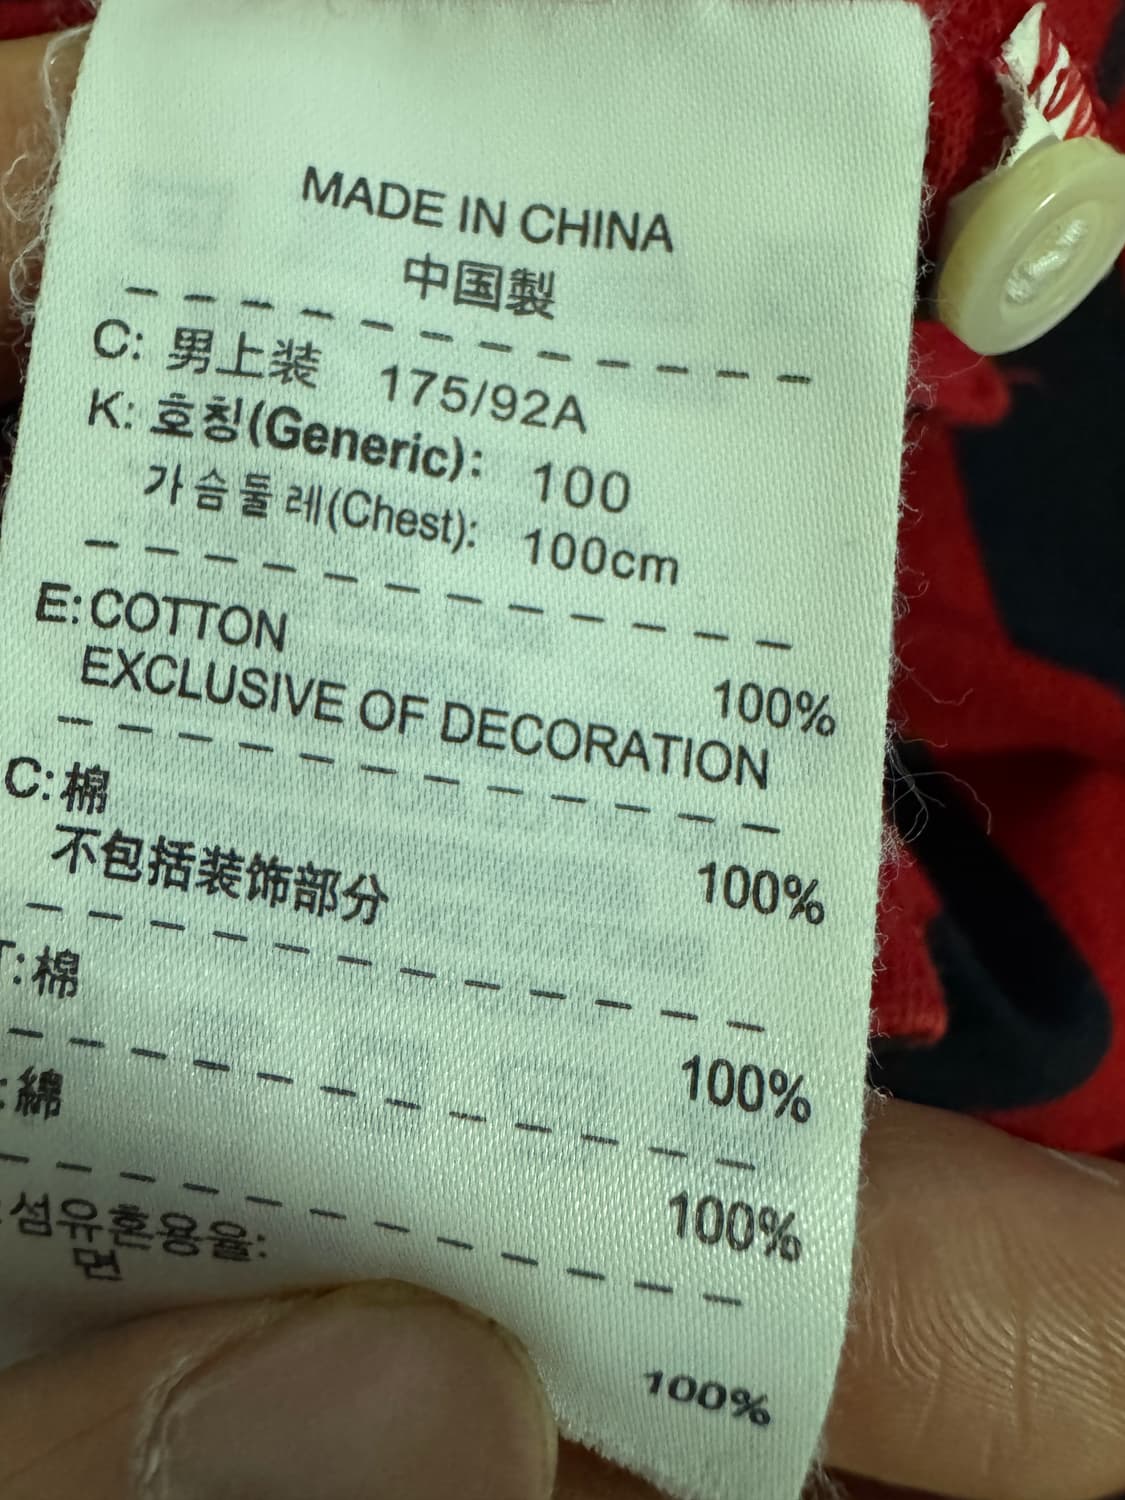 MADE IN CHINA
中国製
C: 男上装 175/92A
K: 호칭(Generic): 100
가슴둘레(Chest): 100cm
E:COTTON 100%
EXCLUSIVE OF DECORATION
C:棉 100%
不包括装饰部分
T:棉 100%
:綿 100%
:섬유혼용율:
면 100%